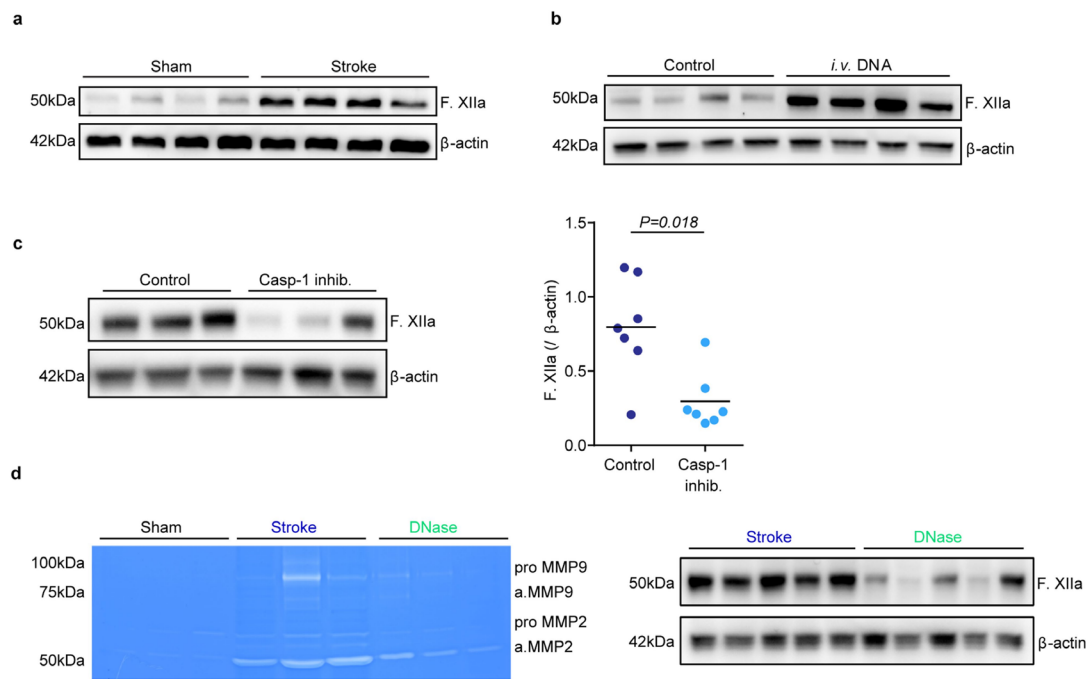 a
Sham Stroke
50kDa F. XIIa
42kDa β-actin
b
Control i.v. DNA
50kDa F. XIIa
42kDa β-actin
c
Control Casp-1 inhib.
50kDa F. XIIa
42kDa β-actin
P=0.018
1.5
1.0
0.5
0.0
F. XIIa (/ β-actin)
Control Casp-1
inhib.
d
Sham Stroke DNase
100kDa pro MMP9
75kDa a.MMP9
pro MMP2
a.MMP2
50kDa
Stroke DNase
50kDa F. XIIa
42kDa β-actin